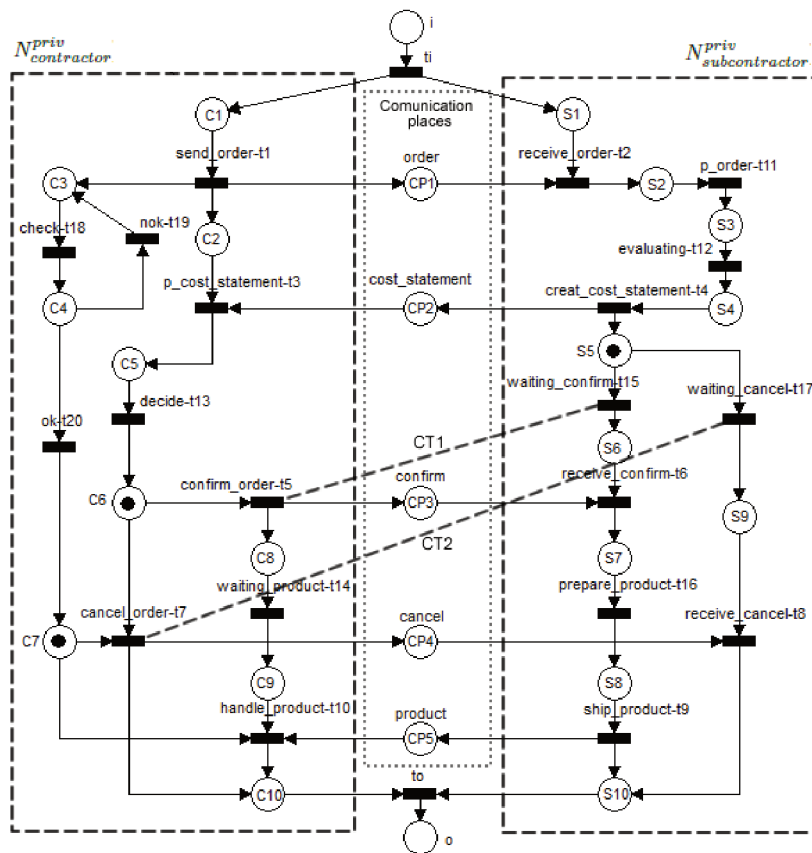 i
N^{priv}_{contractor}
N^{priv}_{subcontractor}
ti
C1
Comunication
places
S1
send_order-t1
order
receive_order-t2
p_order-t11
C3
CP1
S2
check-t18
nok-t19
C2
S3
evaluating-t12
p_cost_statement-t3
cost_statement
creat_cost_statement-t4
C4
CP2
S4
C5
S5
waiting_confirm-t15
waiting_cancel-t17
decide-t13
ok-t20
CT1
S6
confirm_order-t5
confirm
receive_confirm-t6
C6
CP3
S9
CT2
C8
S7
waiting_product-t14
prepare_product-t16
cancel_order-t7
cancel
receive_cancel-t8
C7
CP4
C9
S8
handle_product-t10
product
ship_product-t9
CP5
to
C10
S10
o